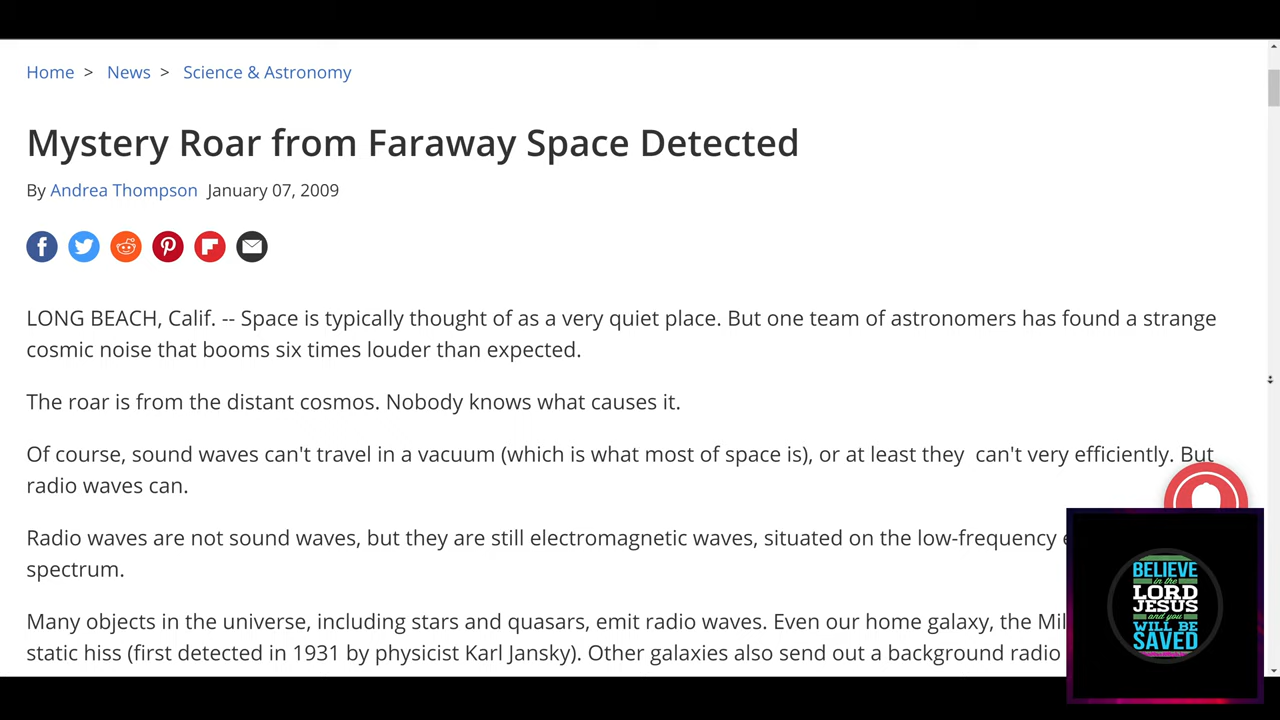 Home > News > Science & Astronomy
Mystery Roar from Faraway Space Detected
By Andrea Thompson January 07, 2009
LONG BEACH, Calif. -- Space is typically thought of as a very quiet place. But one team of astronomers has found a strange
cosmic noise that booms six times louder than expected.
The roar is from the distant cosmos. Nobody knows what causes it.
Of course, sound waves can't travel in a vacuum (which is what most of space is), or at least they can't very efficiently. But
radio waves can.
Radio waves are not sound waves, but they are still electromagnetic waves, situated on the low-frequency
spectrum.
Many objects in the universe, including stars and quasars, emit radio waves. Even our home galaxy, the
static hiss (first detected in 1931 by physicist Karl Jansky). Other galaxies also send out a background radio
BELIEVE
in the
LORD
JESUS
and you
WILL BE
SAVED